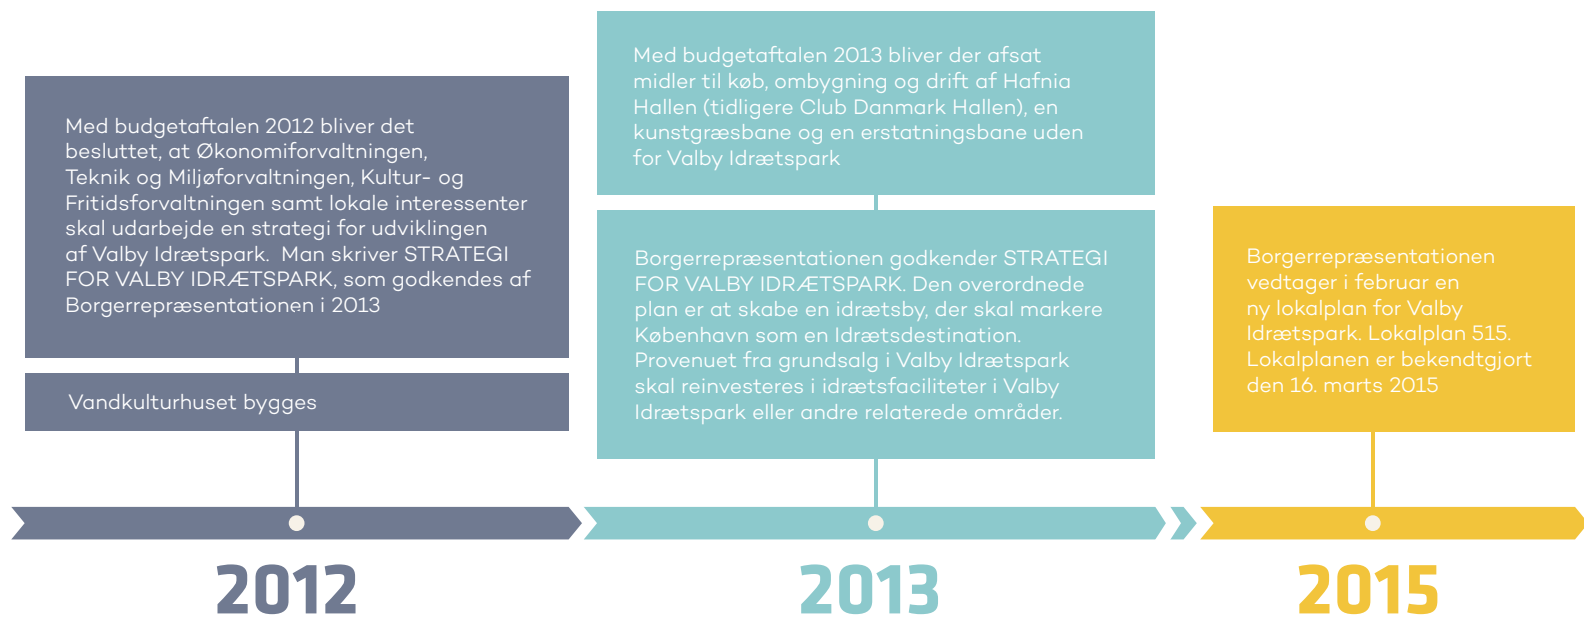 Med budgetaftalen 2012 bliver det
besluttet, at Økonomiforvaltningen,
Teknik og Miljøforvaltningen, Kultur- og
Fritidsforvaltningen samt lokale interessenter
skal udarbejde en strategi for udviklingen
af Valby Idrætspark. Man skriver STRATEGI
FOR VALBY IDRÆTSPARK, som godkendes af
Borgerrepræsentationen i 2013
Vandkulturhuset bygges
2012
Med budgetaftalen 2013 bliver der afsat
midler til køb, ombygning og drift af Hafnia
Hallen (tidligere Club Danmark Hallen), en
kunstgræsbane og en erstatningsbane uden
for Valby Idrætspark
Borgerrepræsentationen godkender STRATEGI
FOR VALBY IDRÆTSPARK. Den overordnede
plan er at skabe en idrætsby, der skal markere
København som en Idrætsdestination.
Provenuet fra grundsalg i Valby Idrætspark
skal reinvesteres i idrætsfaciliteter i Valby
Idrætspark eller andre relaterede områder.
2013
Borgerrepræsentationen
vedtager i februar en
ny lokalplan for Valby
Idrætspark. Lokalplan 515.
Lokalplanen er bekendtgjort
den 16. marts 2015
2015